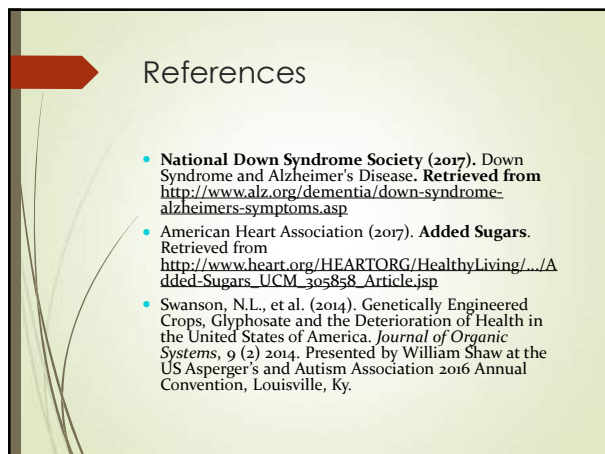 References
• National Down Syndrome Society (2017). Down
Syndrome and Alzheimer's Disease. Retrieved from
http://www.alz.org/dementia/down-syndrome-
alzheimers-symptoms.asp
• American Heart Association (2017). Added Sugars.
Retrieved from
http://www.heart.org/HEARTORG/HealthyLiving/.../A
dded-Sugars_UCM_305858_Article.jsp
• Swanson, N.L., et al. (2014). Genetically Engineered
Crops, Glyphosate and the Deterioration of Health in
the United States of America. Journal of Organic
Systems, 9 (2) 2014. Presented by William Shaw at the
US Asperger's and Autism Association 2016 Annual
Convention, Louisville, Ky.